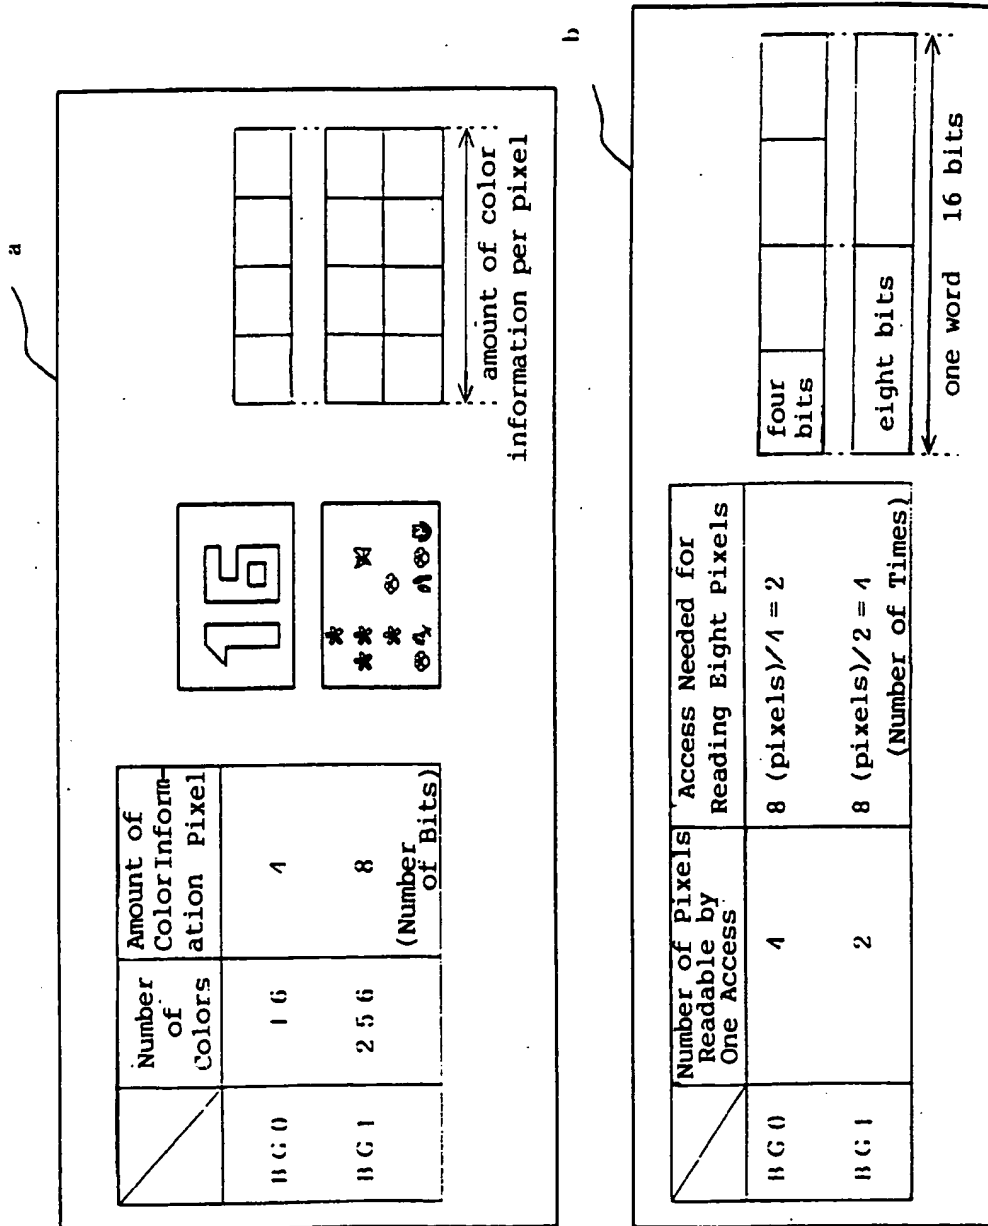 a
Number
of
Colors
Amount of
ColorInform-
ation Pixel
BG0
16
4
BG1
256
8
(Number
of Bits)
16
amount of color
information per pixel
b
Number of Pixels
Readable by
One Access
Access Needed for
Reading Eight Pixels
BG0
4
8 (pixels)/4 = 2
BG1
2
8 (pixels)/2 = 4
(Number of Times)
four
bits
eight bits
one word 16 bits